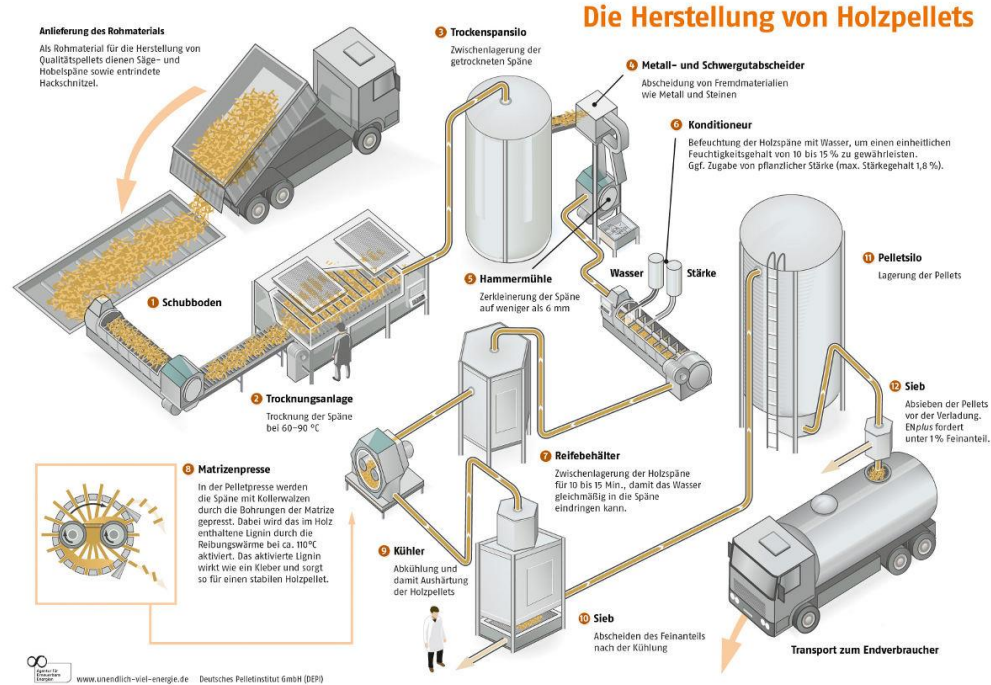 Die Herstellung von Holzpellets
Anlieferung des Rohmaterials
Als Rohmaterial für die Herstellung von
Qualitätspellets dienen Säge- und
Hobelspäne sowie entrindete
Hackschnitzel.
1 Schubboden
2 Trocknungsanlage
Trocknung der Späne
bei 60–90 °C
3 Trockenspansilo
Zwischenlagerung der
getrockneten Späne
4 Metall- und Schwergutabscheider
Abscheidung von Fremdmaterialien
wie Metall und Steinen
5 Hammermühle
Zerkleinerung der Späne
auf weniger als 6 mm
6 Konditioneur
Befeuchtung der Holzspäne mit Wasser, um einen einheitlichen
Feuchtigkeitsgehalt von 10 bis 15 % zu gewährleisten.
Ggf. Zugabe von pflanzlicher Stärke (max. Stärkegehalt 1,8 %).
Wasser
Stärke
7 Reifebehälter
Zwischenlagerung der Holzspäne
für 10 bis 15 Min., damit das Wasser
gleichmäßig in die Späne
eindringen kann.
8 Matrizenpresse
In der Pelletpresse werden
die Späne mit Kollerwalzen
durch die Bohrungen der Matrize
gepresst. Dabei wird das im Holz
enthaltene Lignin durch die
Reibungswärme bei ca. 110°C
aktiviert. Das aktivierte Lignin
wirkt wie ein Kleber und sorgt
so für einen stabilen Holzpellet.
9 Kühler
Abkühlung und
damit Aushärtung
der Holzpellets
10 Sieb
Abscheiden des Feinanteils
nach der Kühlung
11 Pelletsilo
Lagerung der Pellets
12 Sieb
Absieben der Pellets
vor der Verladung.
ENplus fordert
unter 1% Feinanteil.
Transport zum Endverbraucher
Agentur für
Erneuerbare
Energien
www.unendlich-viel-energie.de Deutsches Pelletinstitut GmbH (DEPI)